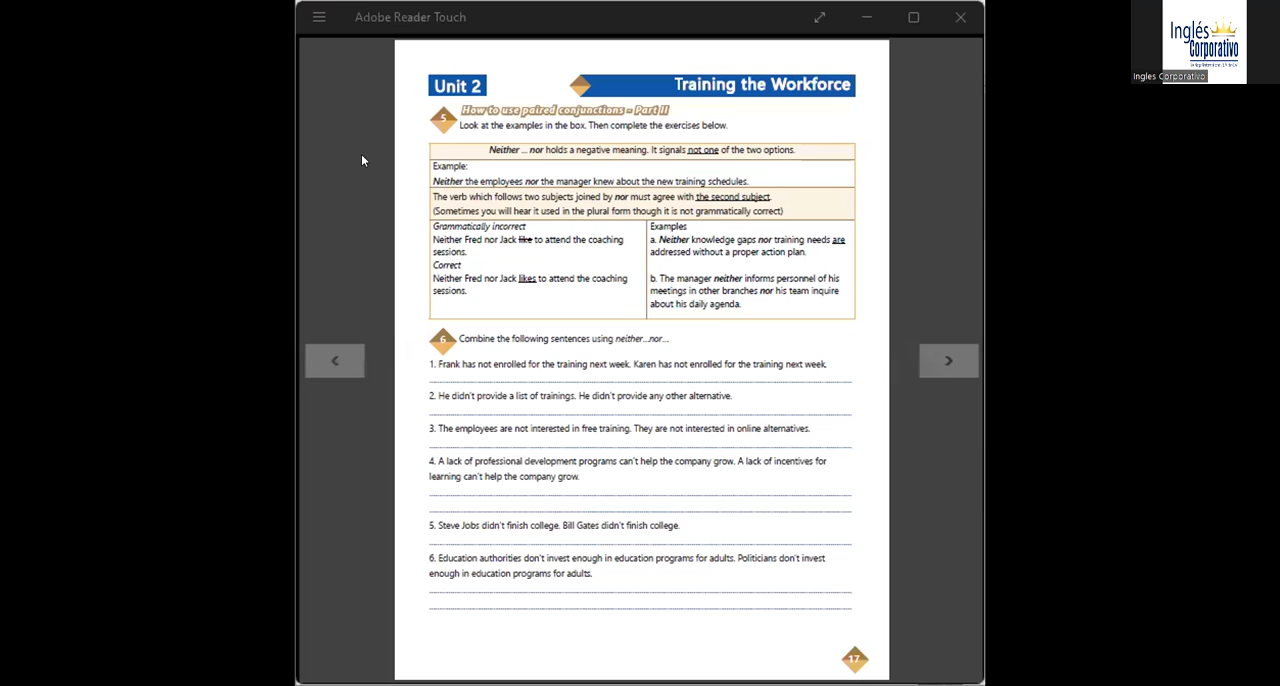 Adobe Reader Touch
Inglés
Corporativo
Ingles Corporativo
Unit 2
Training the Workforce
5
How to use paired conjunctions - Part II
Look at the examples in the box. Then complete the exercises below.
Neither ... nor holds a negative meaning. It signals not one of the two options.
Example:
Neither the employees nor the manager knew about the new training schedules.
The verb which follows two subjects joined by nor must agree with the second subject.
(Sometimes you will hear it used in the plural form though it is not grammatically correct)
Grammatically incorrect
Neither Fred nor Jack like to attend the coaching
sessions.
Correct
Neither Fred nor Jack likes to attend the coaching
sessions.
Examples
a. Neither knowledge gaps nor training needs are
addressed without a proper action plan.
b. The manager neither informs personnel of his
meetings in other branches nor his team inquire
about his daily agenda.
6
Combine the following sentences using neither...nor...
1. Frank has not enrolled for the training next week. Karen has not enrolled for the training next week.
2. He didn't provide a list of trainings. He didn't provide any other alternative.
3. The employees are not interested in free training. They are not interested in online alternatives.
4. A lack of professional development programs can't help the company grow. A lack of incentives for
learning can't help the company grow.
5. Steve Jobs didn't finish college. Bill Gates didn't finish college.
6. Education authorities don't invest enough in education programs for adults. Politicians don't invest
enough in education programs for adults.
17